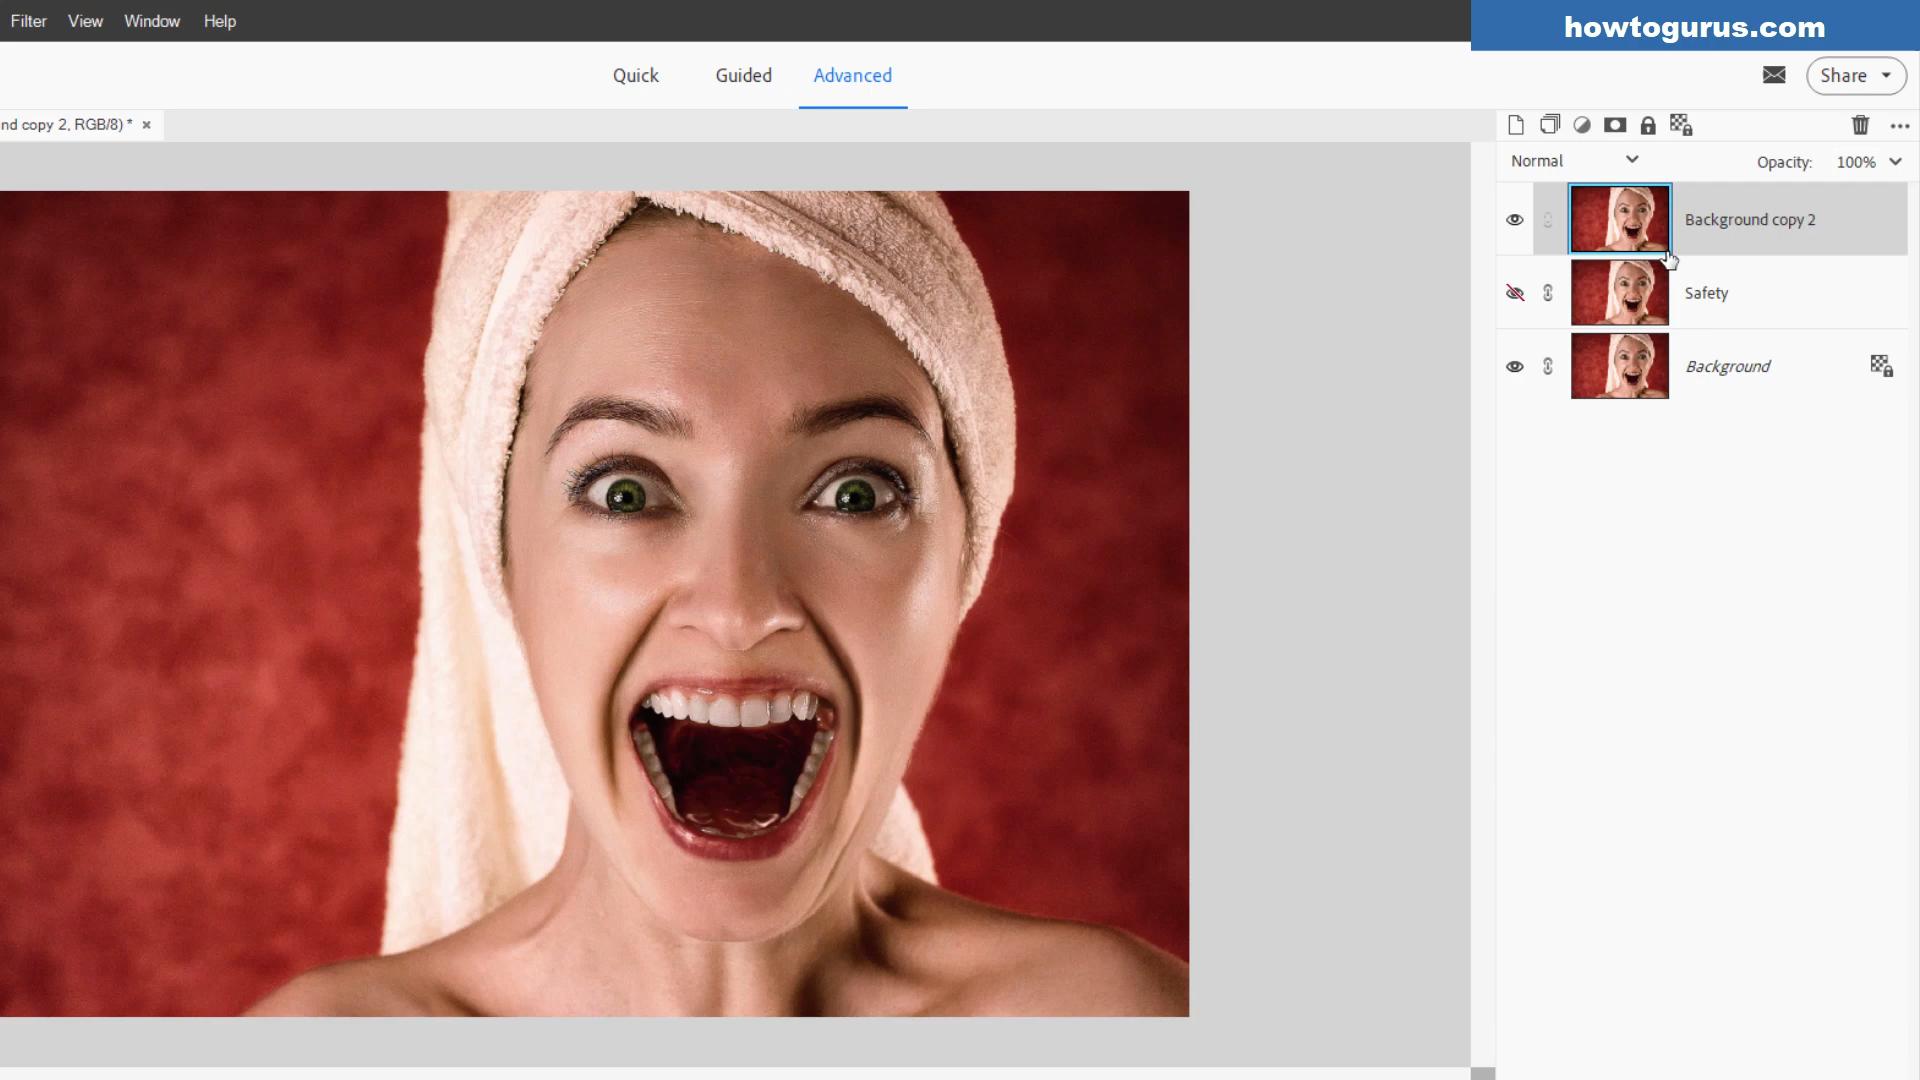 Filter View Window Help
howtogurus.com
Quick Guided Advanced
Share
nd copy 2, RGB/8) *
Normal Opacity: 100%
Background copy 2
Safety
Background